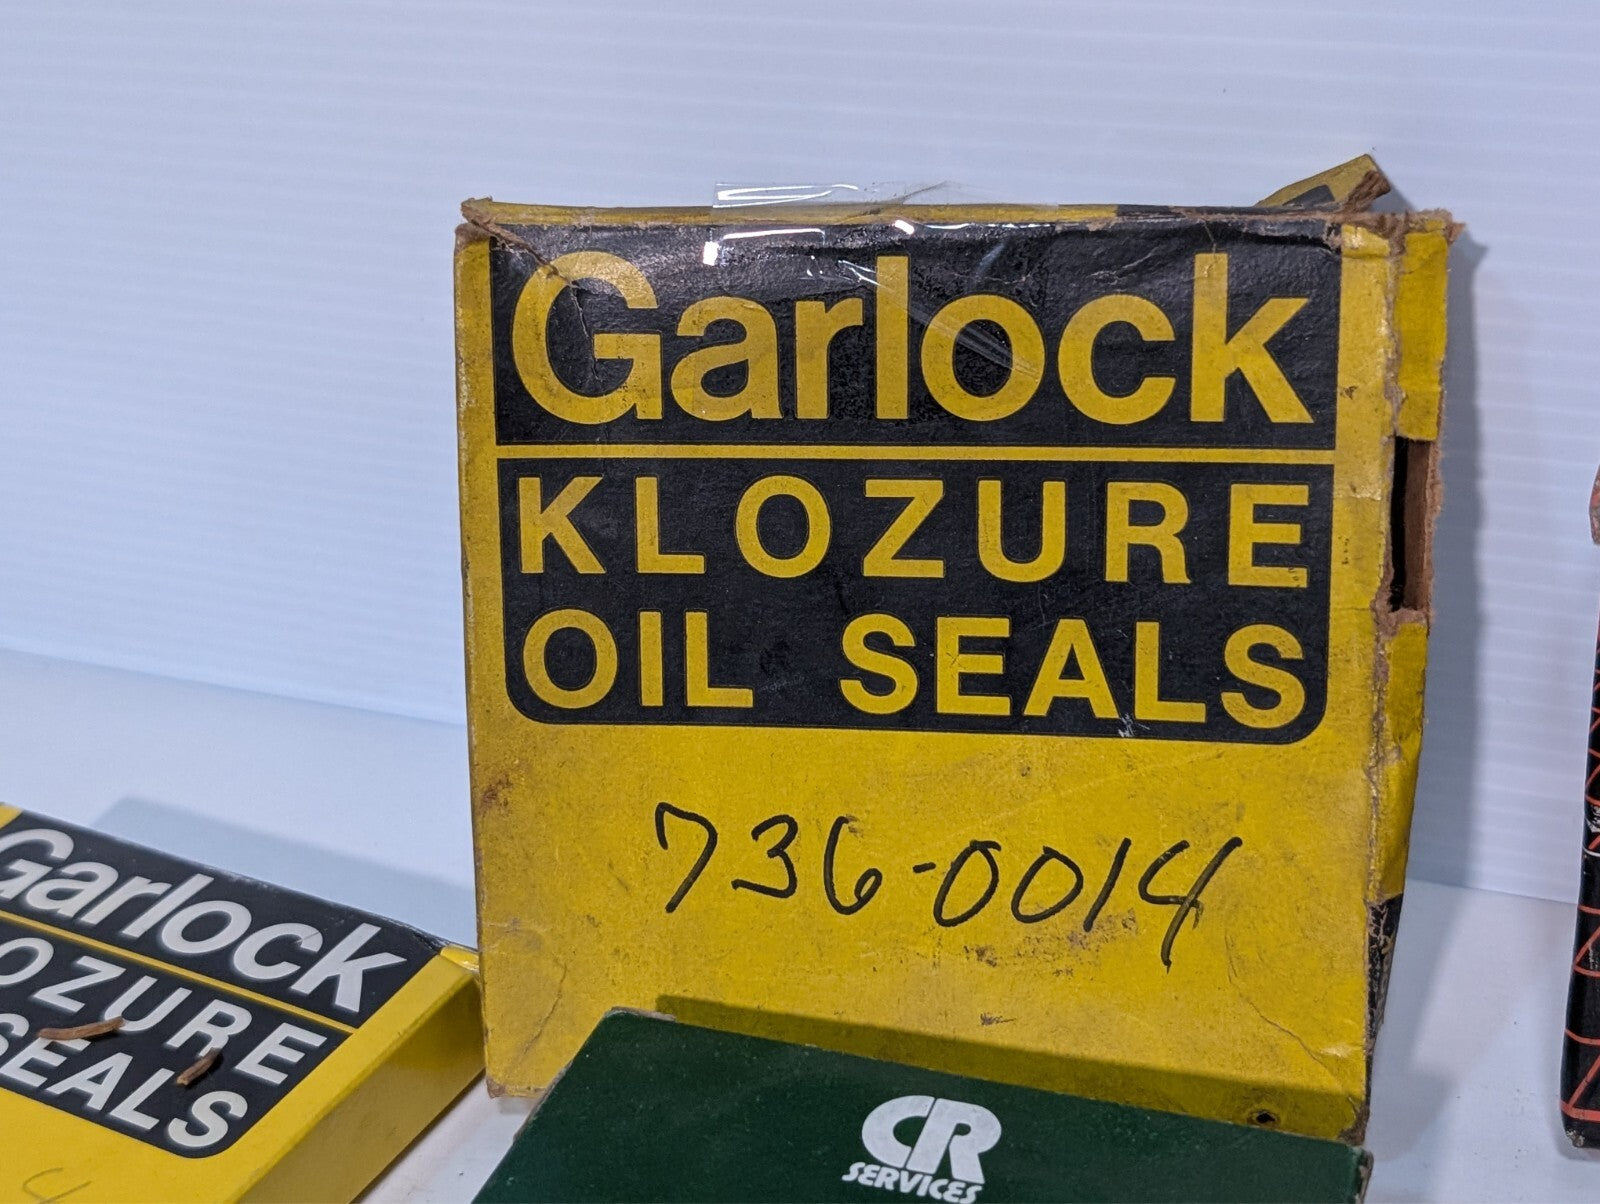 Garlock
KLOZURE
OIL SEALS
736-0014
Garlock
OZURE
SEALS
CR
SERVICES